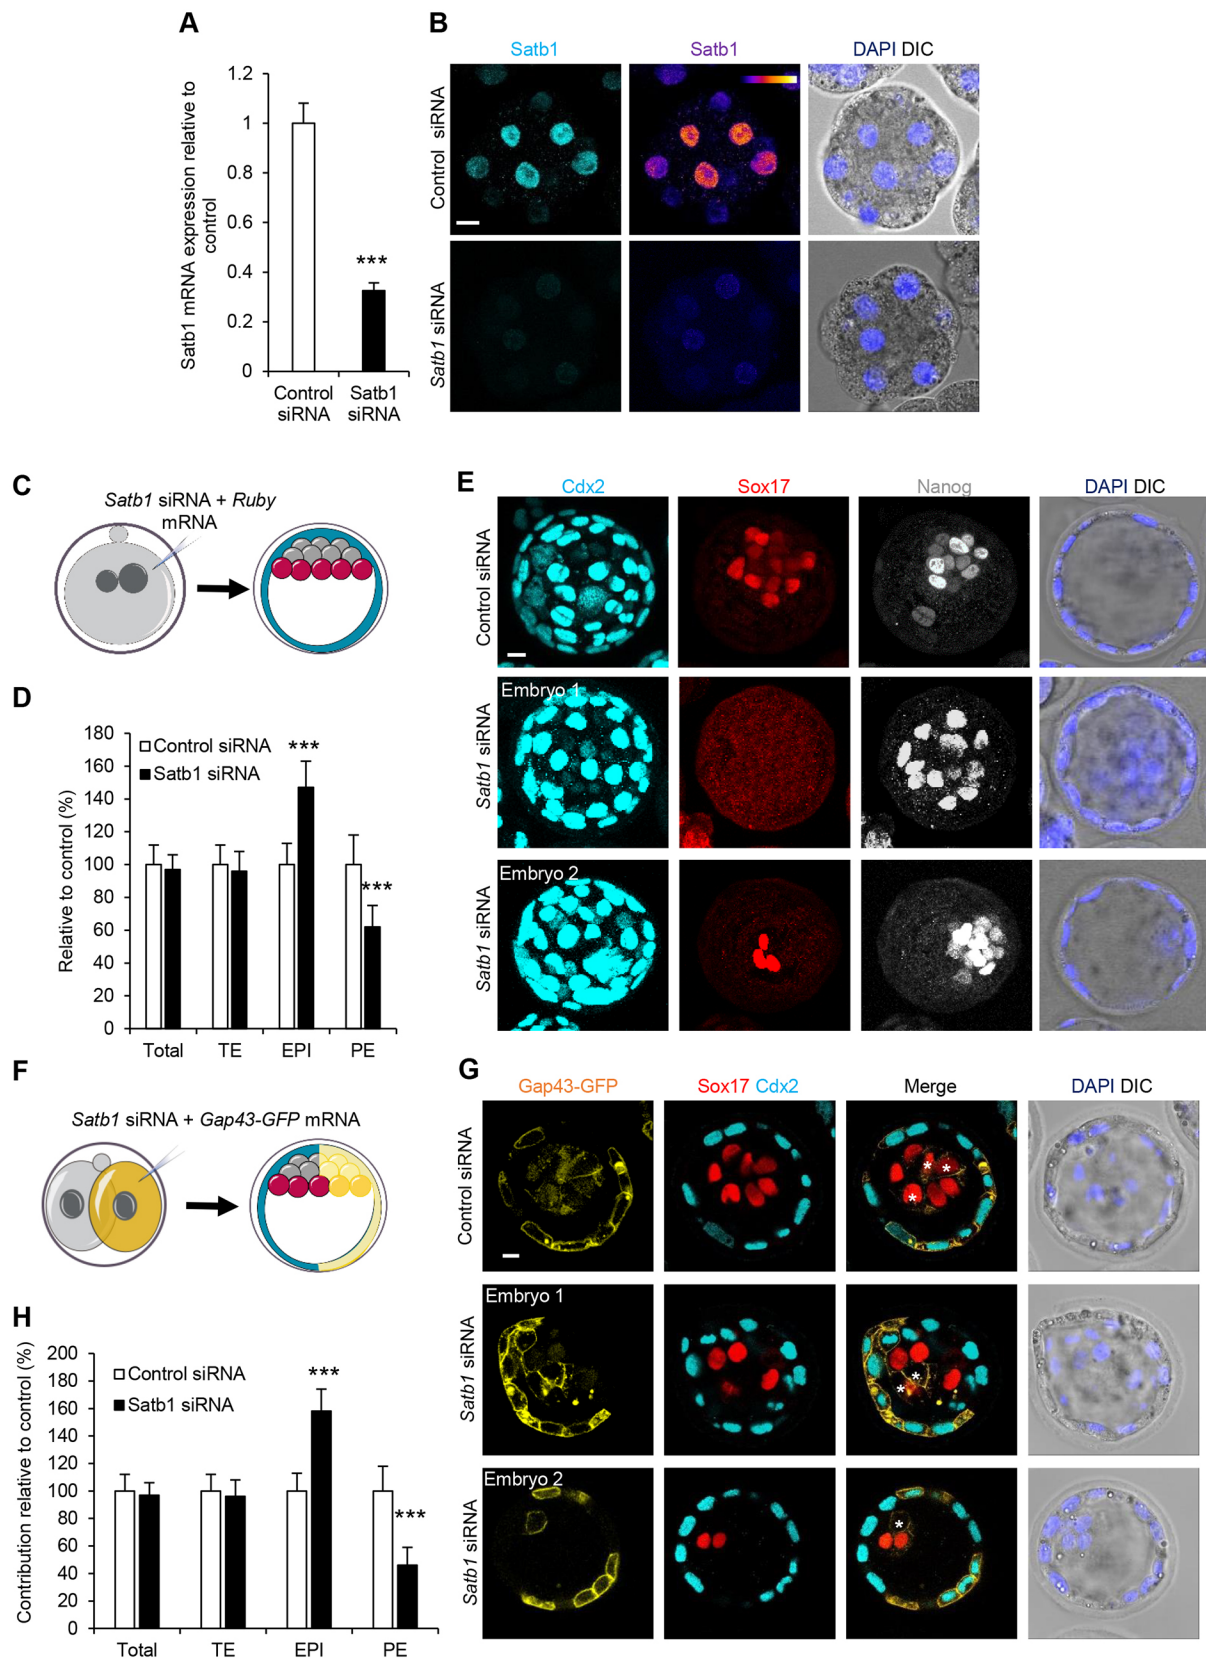 A
Satb1 mRNA expression relative to
control
1.2
1
0.8
0.6
0.4
0.2
0
***
Control
siRNA
Satb1
siRNA
B
Satb1
Satb1
DAPI DIC
Control siRNA
Satb1 siRNA
C
Satb1 siRNA + Ruby
mRNA
D
Relative to control (%)
180
160
140
120
100
80
60
40
20
0
Control siRNA
Satb1 siRNA
***
***
Total
TE
EPI
PE
E
Cdx2
Sox17
Nanog
DAPI DIC
Control siRNA
Embryo 1
Satb1 siRNA
Embryo 2
Satb1 siRNA
F
Satb1 siRNA + Gap43-GFP mRNA
G
Gap43-GFP
Sox17 Cdx2
Merge
DAPI DIC
Control siRNA
* *
*
Embryo 1
Satb1 siRNA
*
*
Embryo 2
Satb1 siRNA
*
H
Contribution relative to control (%)
200
180
160
140
120
100
80
60
40
20
0
Control siRNA
Satb1 siRNA
***
***
Total
TE
EPI
PE